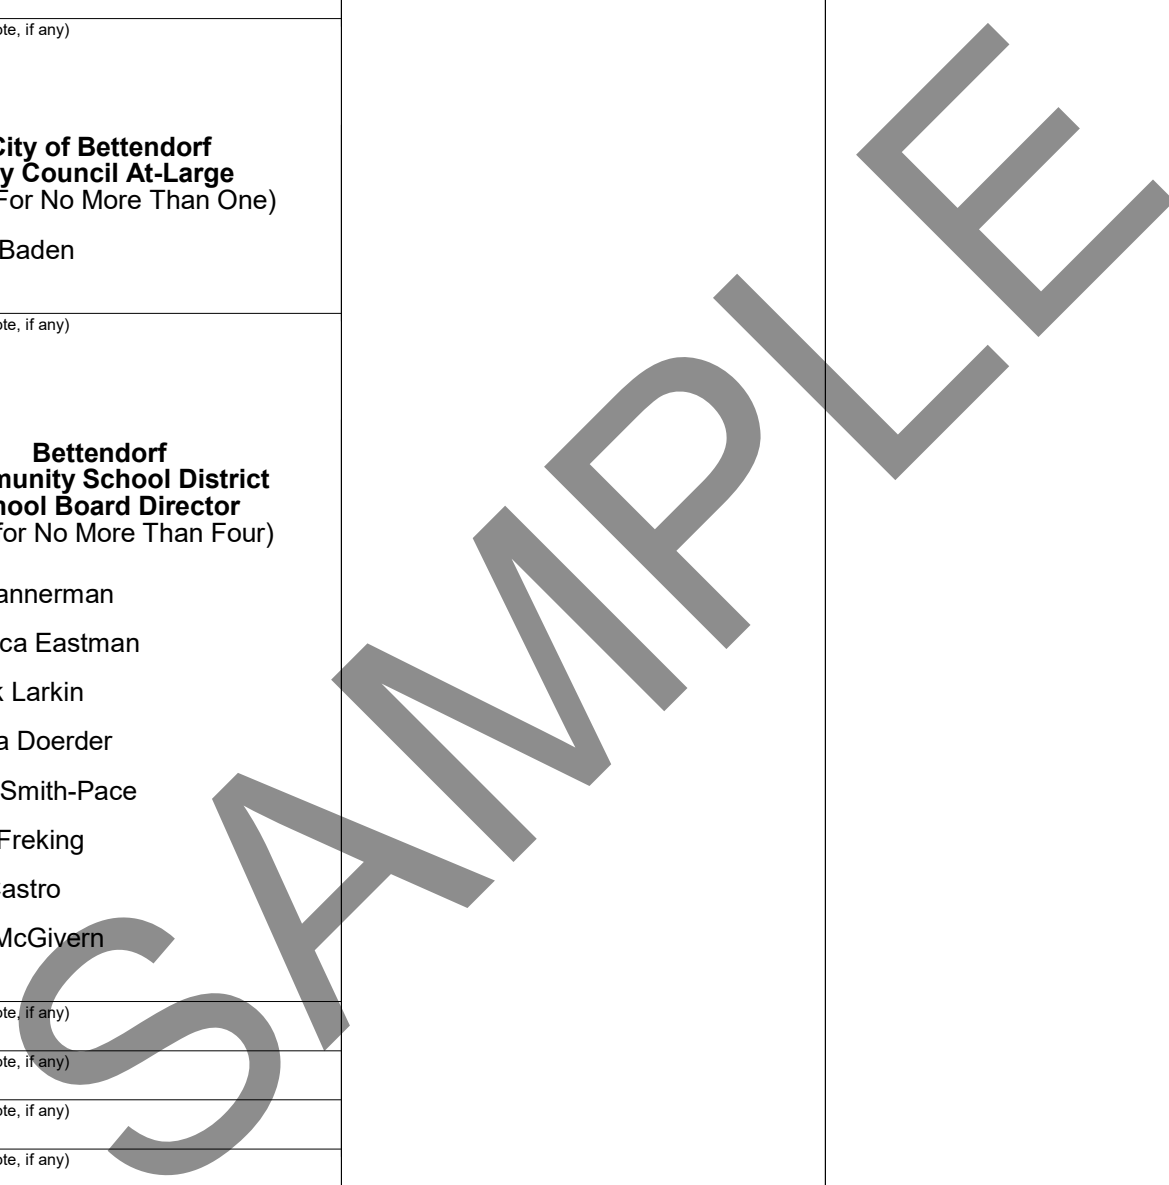 ote, if any)
City of Bettendorf
y Council At-Large
For No More Than One)
Baden
ote, if any)
Bettendorf
munity School District
hool Board Director
for No More Than Four)
annerman
ca Eastman
k Larkin
a Doerder
Smith-Pace
Freking
Castro
McGivern
ote, if any)
ote, if any)
ote, if any)
ote, if any)
SAMPLE